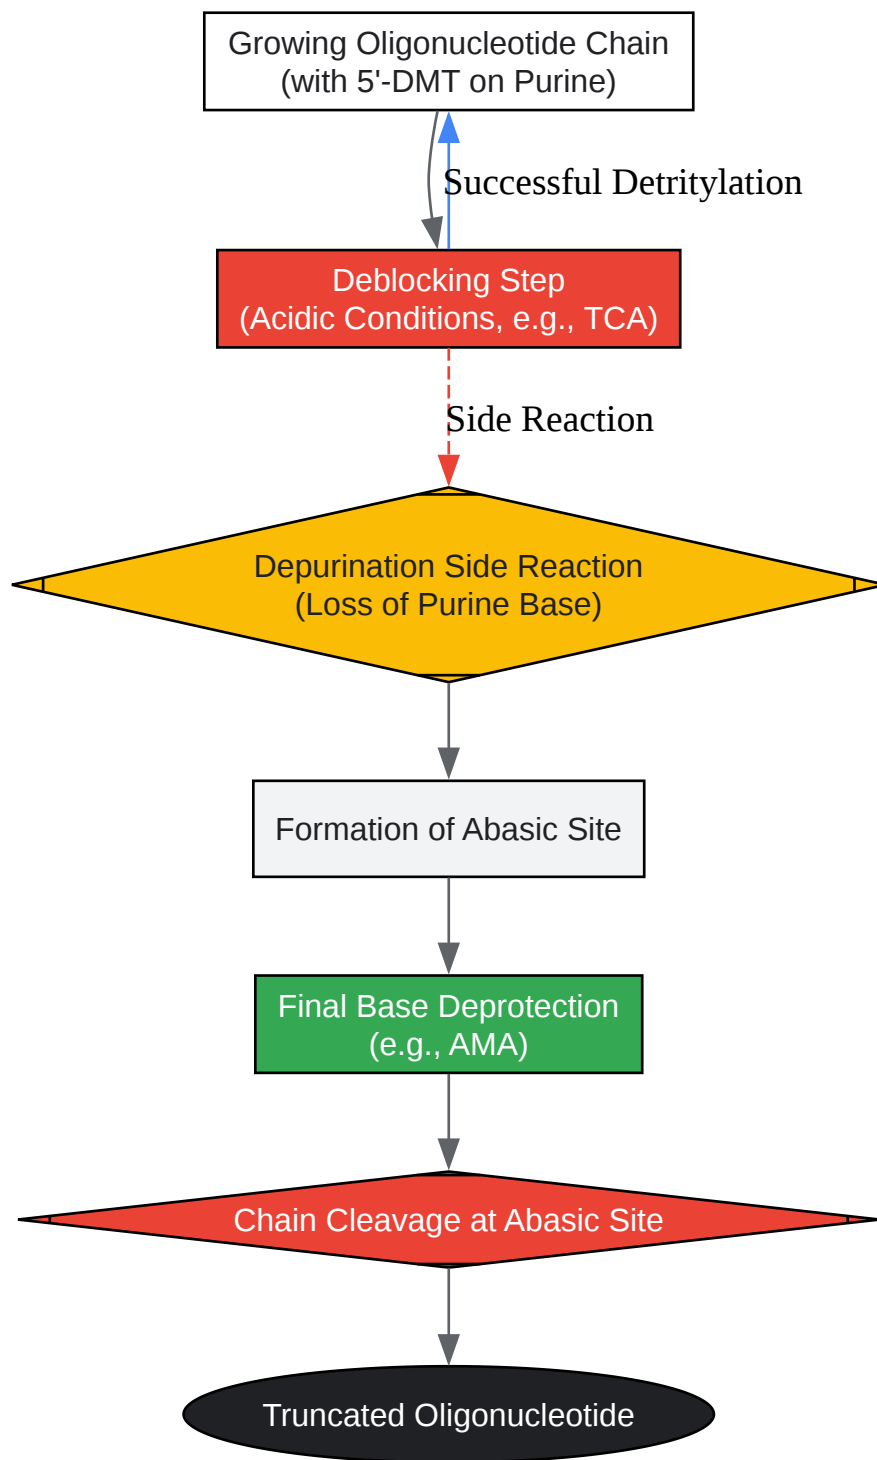 Growing Oligonucleotide Chain
(with 5'-DMT on Purine)
Successful Detritylation
Deblocking Step
(Acidic Conditions, e.g., TCA)
Side Reaction
Depurination Side Reaction
(Loss of Purine Base)
Formation of Abasic Site
Final Base Deprotection
(e.g., AMA)
Chain Cleavage at Abasic Site
Truncated Oligonucleotide